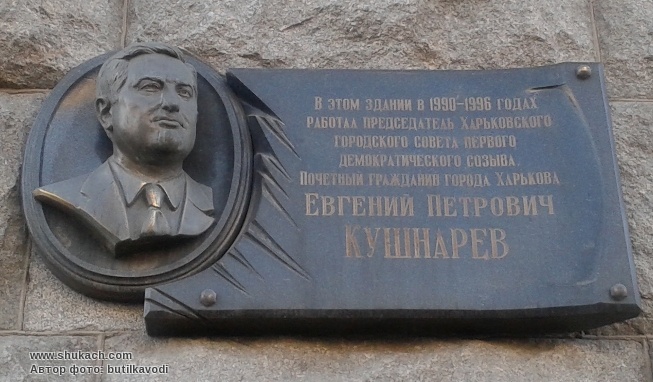 В этом здании в 1990–1996 годах
работал председатель Харьковского
городского совета первого
демократического созыва.
Почетный гражданин города Харькова
Евгений Петрович
КУШНАРЕВ
www.shukach.com
Автор фото: butilkavodi